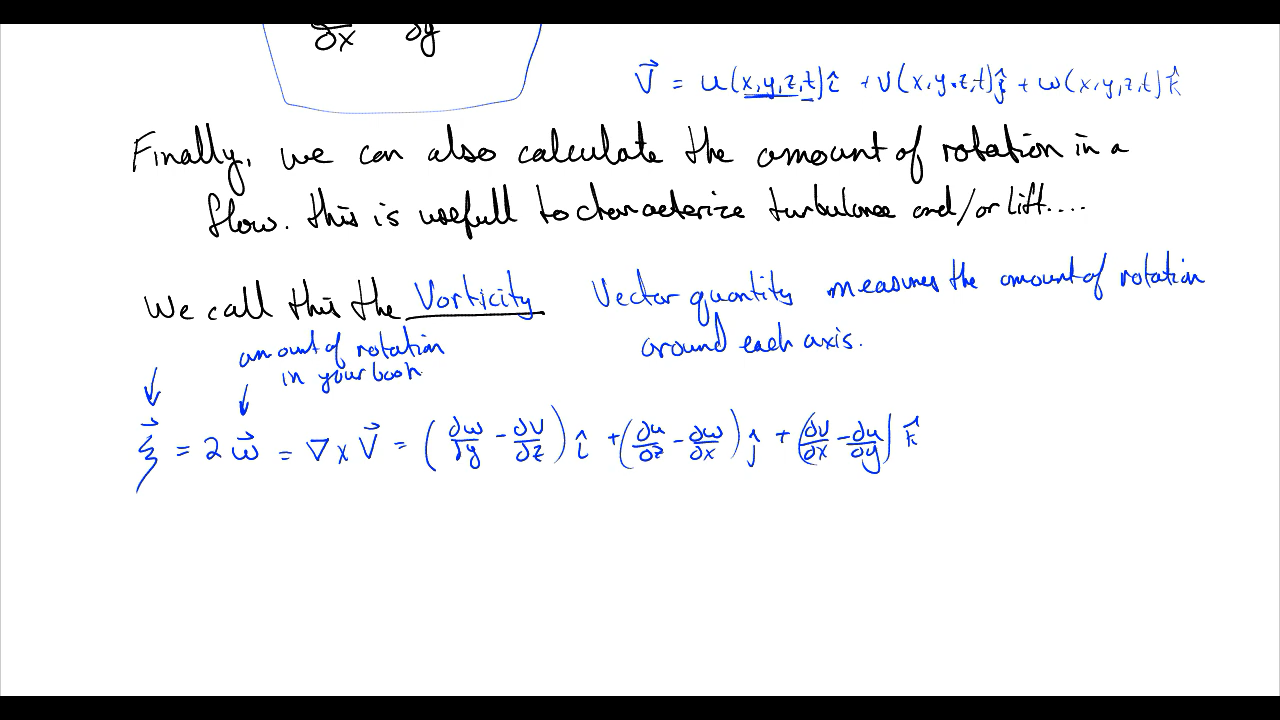 ∂x ∂y
V⃗ = u(x,y,z,t)î + v(x,y,z,t)ĵ + w(x,y,z,t)k̂
Finally, we can also calculate the amount of rotation in a
flow. this is usefull to characterize turbulance and/or lift....
We call this the Vorticity Vector quantity measures the amount of rotation
around each axis.
amount of rotation
in your book
ξ⃗ = 2 ω⃗ = ∇ x V⃗ = (∂w/∂y - ∂v/∂z) î + (∂u/∂z - ∂w/∂x) ĵ + (∂v/∂x - ∂u/∂y) k̂